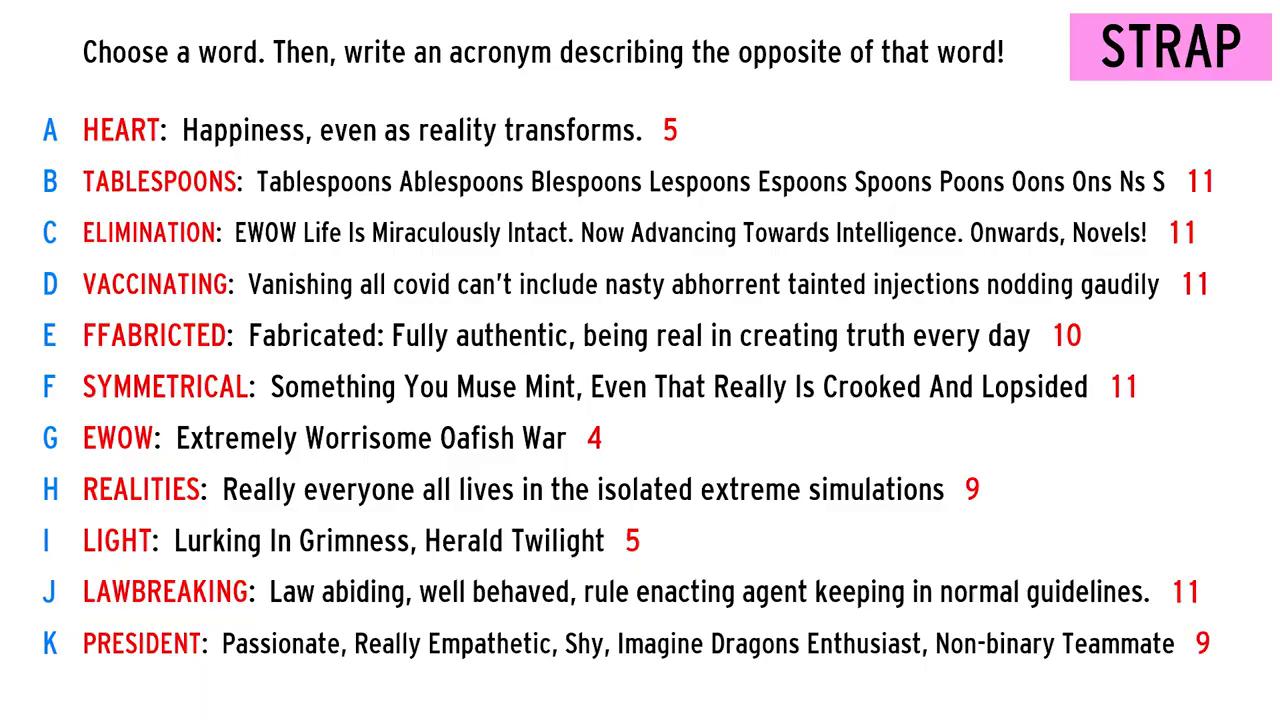 Choose a word. Then, write an acronym describing the opposite of that word!
STRAP
A HEART: Happiness, even as reality transforms. 5
B TABLESPOONS: Tablespoons Ablespoons Blespoons Lespoons Espoons Spoons Poons Oons Ons Ns S 11
C ELIMINATION: EWOW Life Is Miraculously Intact. Now Advancing Towards Intelligence. Onwards, Novels! 11
D VACCINATING: Vanishing all covid can't include nasty abhorrent tainted injections nodding gaudily 11
E FFABRICTED: Fabricated: Fully authentic, being real in creating truth every day 10
F SYMMETRICAL: Something You Muse Mint, Even That Really Is Crooked And Lopsided 11
G EWOW: Extremely Worrisome Oafish War 4
H REALITIES: Really everyone all lives in the isolated extreme simulations 9
I LIGHT: Lurking In Grimness, Herald Twilight 5
J LAWBREAKING: Law abiding, well behaved, rule enacting agent keeping in normal guidelines. 11
K PRESIDENT: Passionate, Really Empathetic, Shy, Imagine Dragons Enthusiast, Non-binary Teammate 9